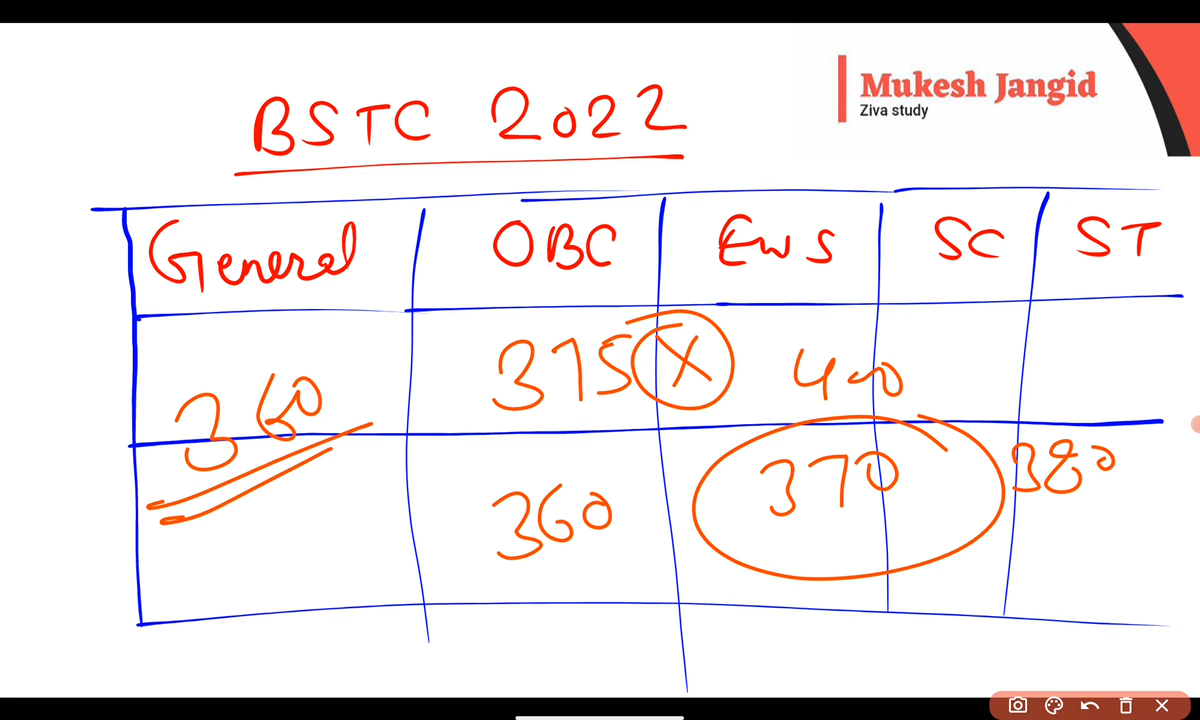 Mukesh Jangid
Ziva study
BSTC 2022
General OBC EWS SC ST
360 375 X 400
360 370 380